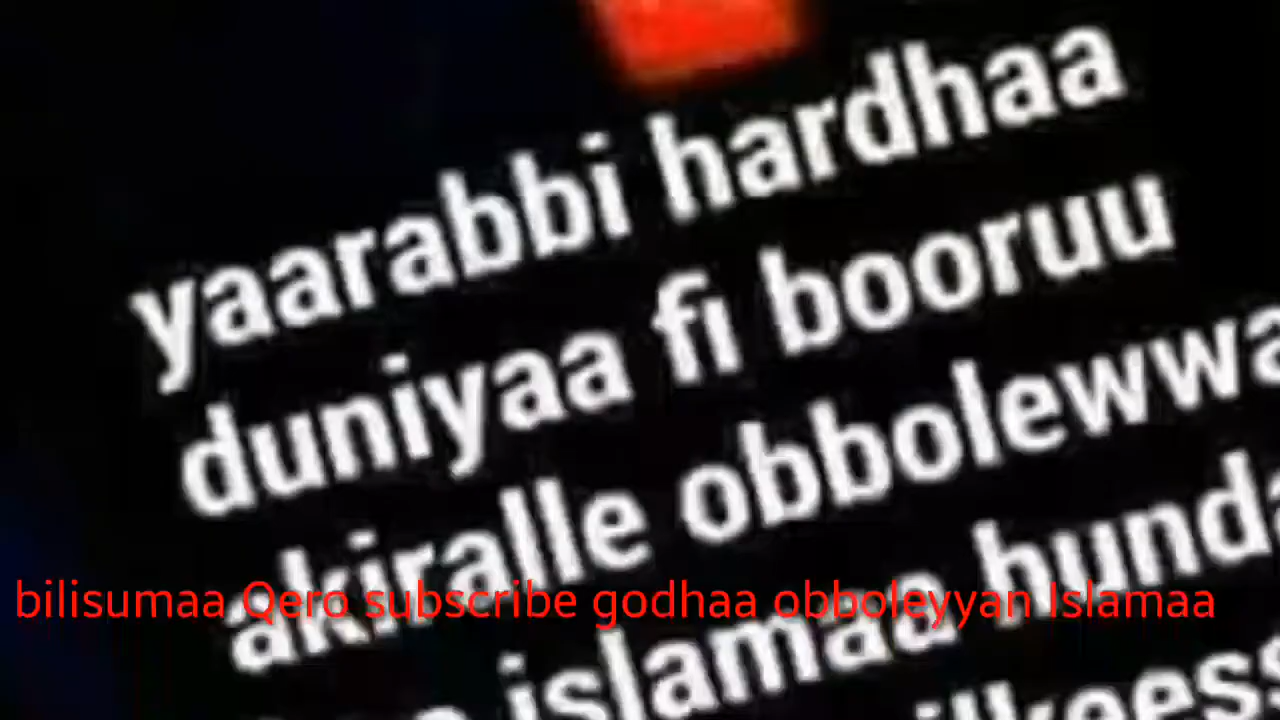 yaarabbi hardhaa
duniyaa fi booruu
akiralle obbolewwa
islamaa hunda
bilisumaa Qero subscribe godhaa obboleyyan Islamaa